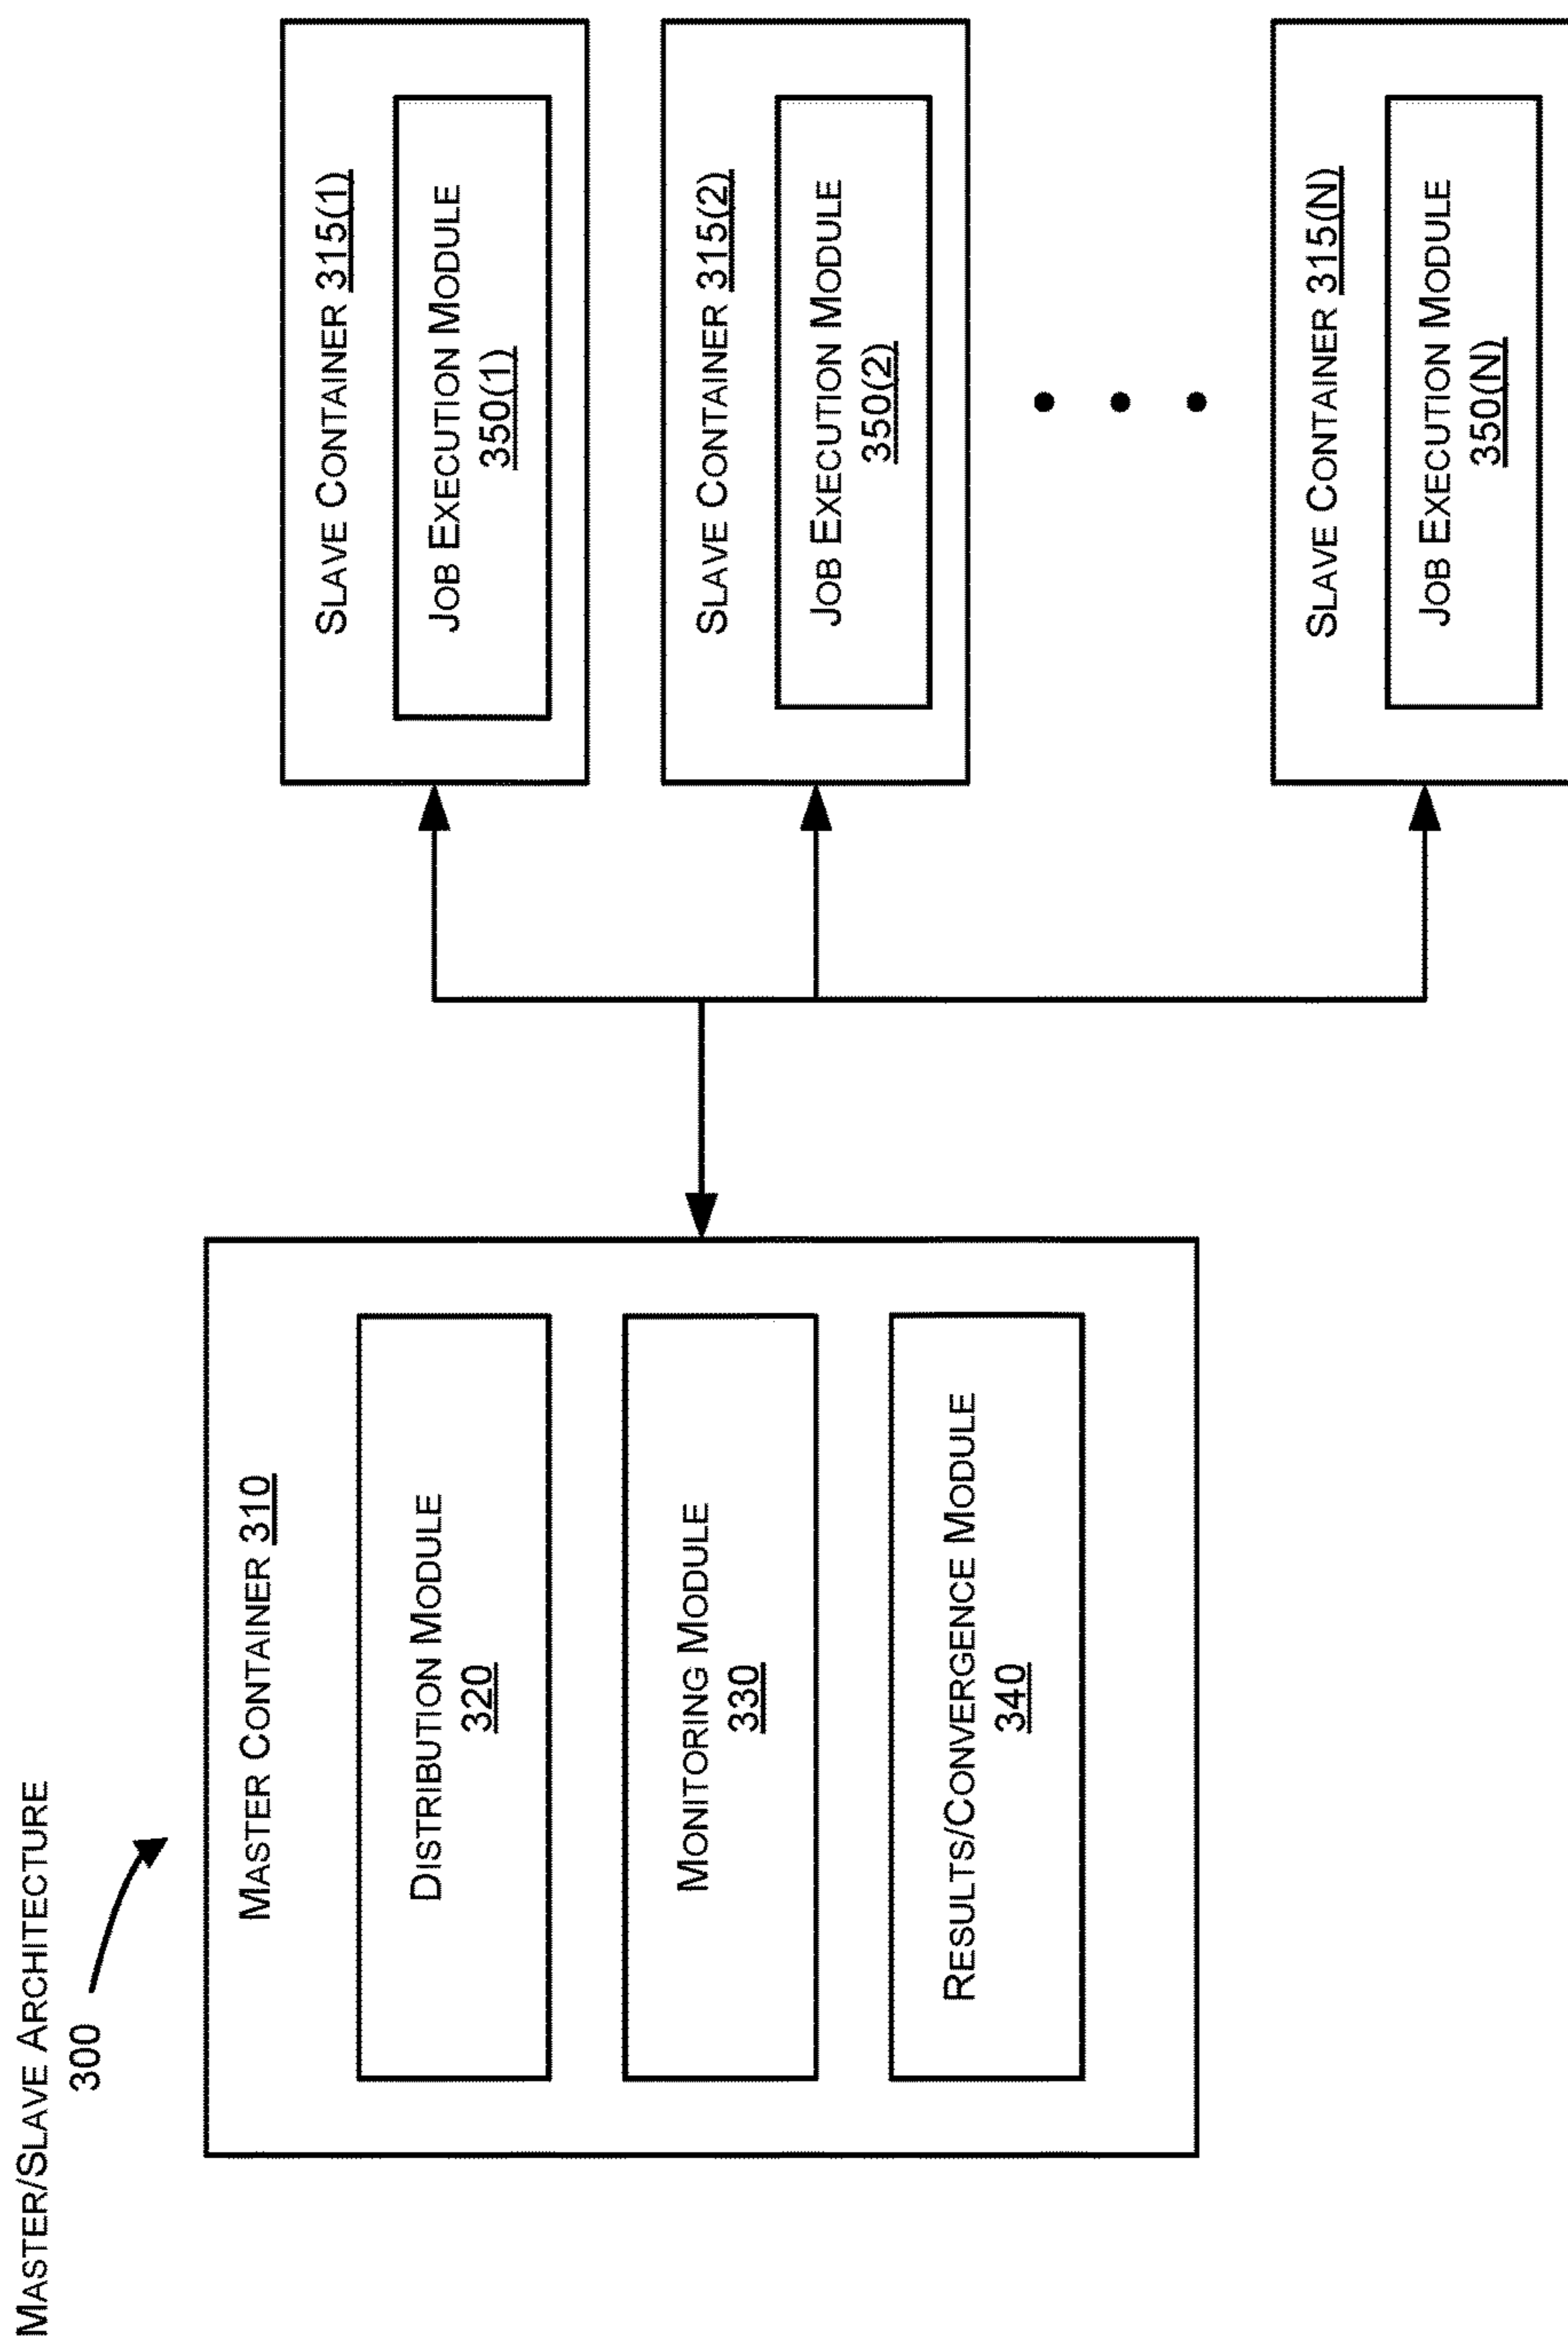 MASTER/SLAVE ARCHITECTURE
300
MASTER CONTAINER 310
DISTRIBUTION MODULE
320
MONITORING MODULE
330
RESULTS/CONVERGENCE MODULE
340
SLAVE CONTAINER 315(1)
JOB EXECUTION MODULE
350(1)
SLAVE CONTAINER 315(2)
JOB EXECUTION MODULE
350(2)
SLAVE CONTAINER 315(N)
JOB EXECUTION MODULE
350(N)